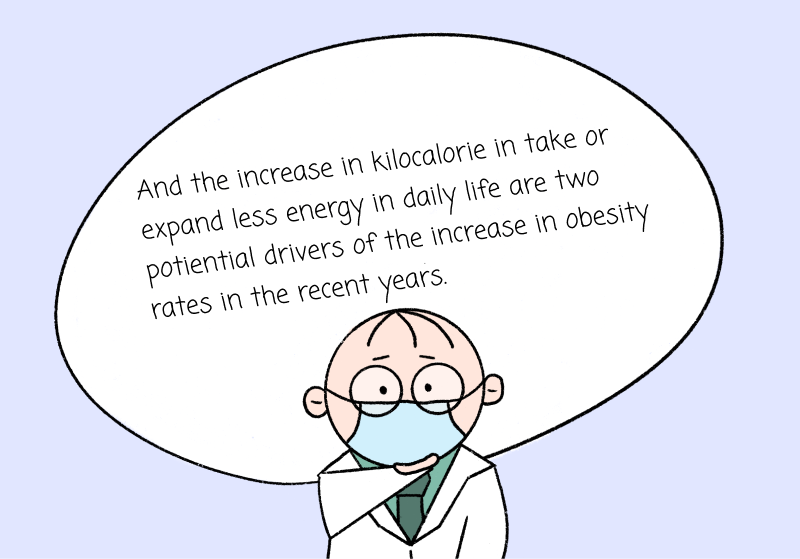 And the increase in kilocalorie in take or
expand less energy in daily life are two
potiential drivers of the increase in obesity
rates in the recent years.